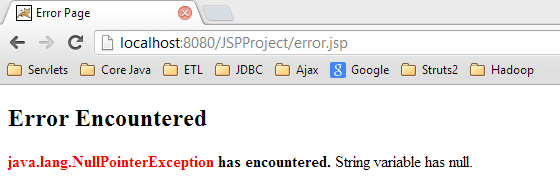 Error Page
localhost:8080/JSPProject/error.jsp
Servlets Core Java ETL JDBC Ajax Google Struts2 Hadoop
Error Encountered
java.lang.NullPointerException has encountered. String variable has null.